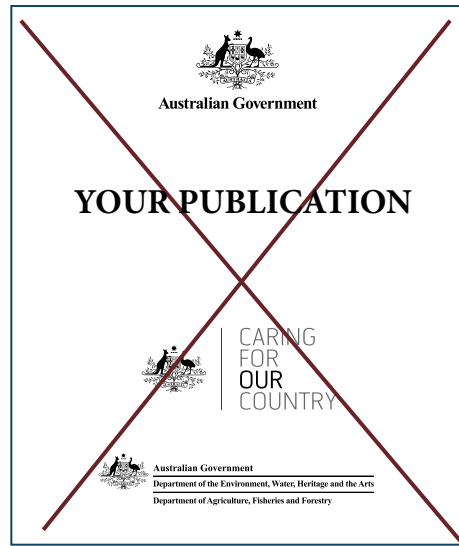 Australian Government
YOUR PUBLICATION
CARING
FOR
OUR
COUNTRY
Australian Government
Department of the Environment, Water, Heritage and the Arts
Department of Agriculture, Fisheries and Forestry